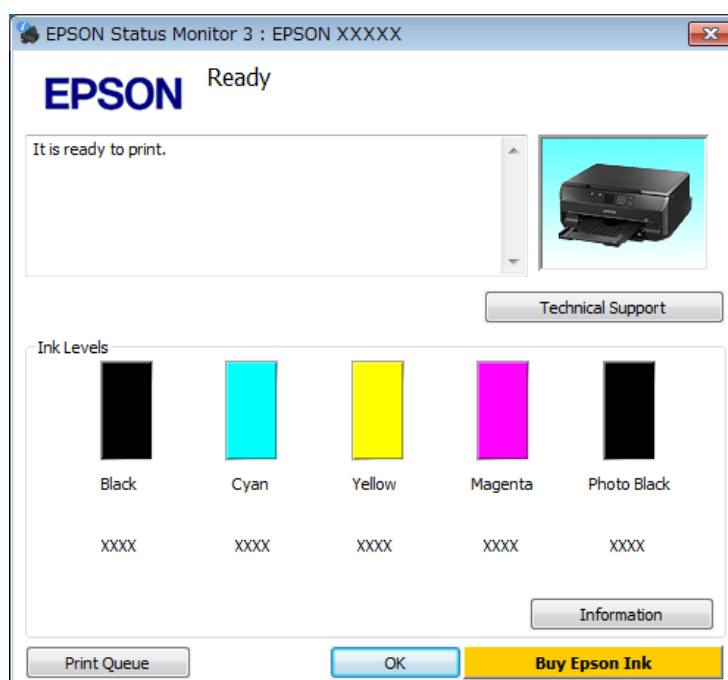 EPSON Status Monitor 3 : EPSON XXXXX
EPSON
Ready
It is ready to print.
Technical Support
Ink Levels
Black Cyan Yellow Magenta Photo Black
XXXX XXXX XXXX XXXX XXXX
Information
Print Queue OK Buy Epson Ink